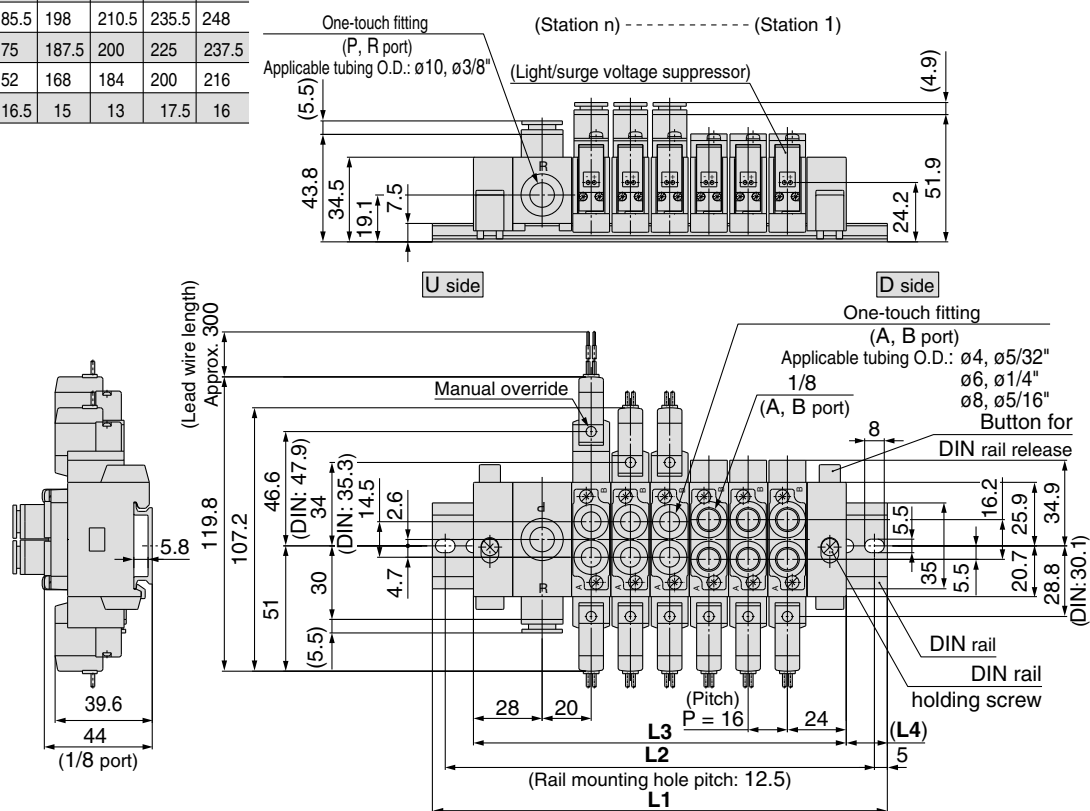 85.5 198 210.5 235.5 248
75 187.5 200 225 237.5
52 168 184 200 216
16.5 15 13 17.5 16
One-touch fitting
(P, R port)
Applicable tubing O.D.: ø10, ø3/8"
(Station n) - - - - - - - - - - - - (Station 1)
(Light/surge voltage suppressor)
(5.5)
43.8
34.5
19.1
7.5
R
(4.9)
51.9
24.2
U side
D side
(Lead wire length)
Approx. 300
Manual override
One-touch fitting
(A, B port)
Applicable tubing O.D.: ø4, ø5/32"
ø6, ø1/4"
ø8, ø5/16"
1/8
(A, B port)
Button for
DIN rail release
8
119.8
107.2
46.6
(DIN: 47.9)
34
(DIN: 35.3)
14.5
2.6
4.7
51
30
(5.5)
P
R
B B B B B B
A A A A A A
5.5
16.2
25.9
34.9
35
5.5
20.7
28.8
(DIN:30.1)
5.8
39.6
44
(1/8 port)
DIN rail
DIN rail
holding screw
28
20
(Pitch)
P = 16
24
L3
(L4)
L2
5
(Rail mounting hole pitch: 12.5)
L1